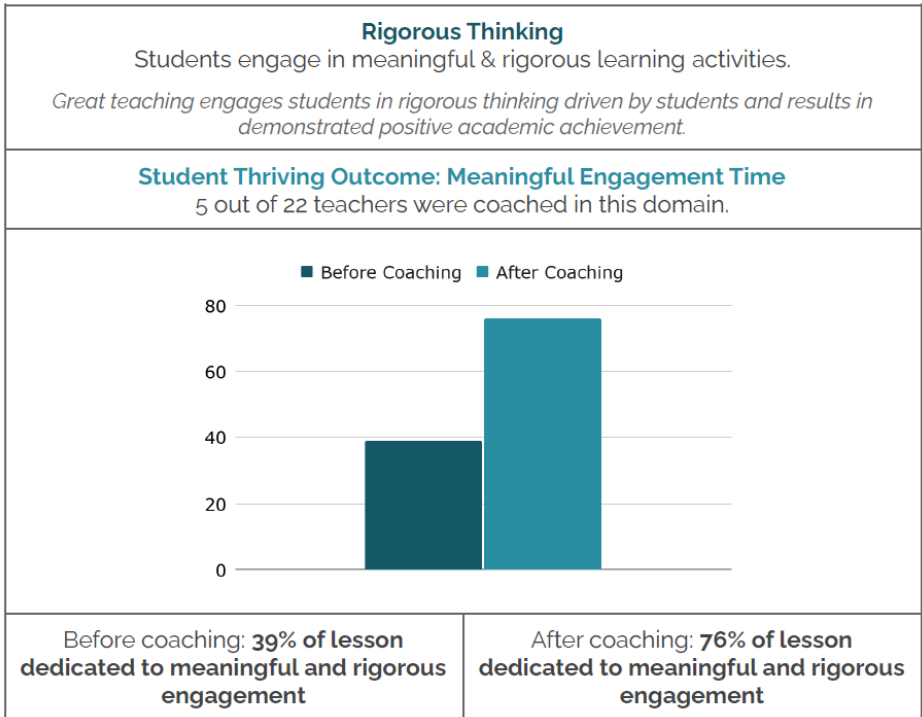 Rigorous Thinking
Students engage in meaningful & rigorous learning activities.
Great teaching engages students in rigorous thinking driven by students and results in
demonstrated positive academic achievement.
Student Thriving Outcome: Meaningful Engagement Time
5 out of 22 teachers were coached in this domain.
Before Coaching After Coaching
80
60
40
20
0
Before coaching: 39% of lesson
dedicated to meaningful and rigorous
engagement
After coaching: 76% of lesson
dedicated to meaningful and rigorous
engagement